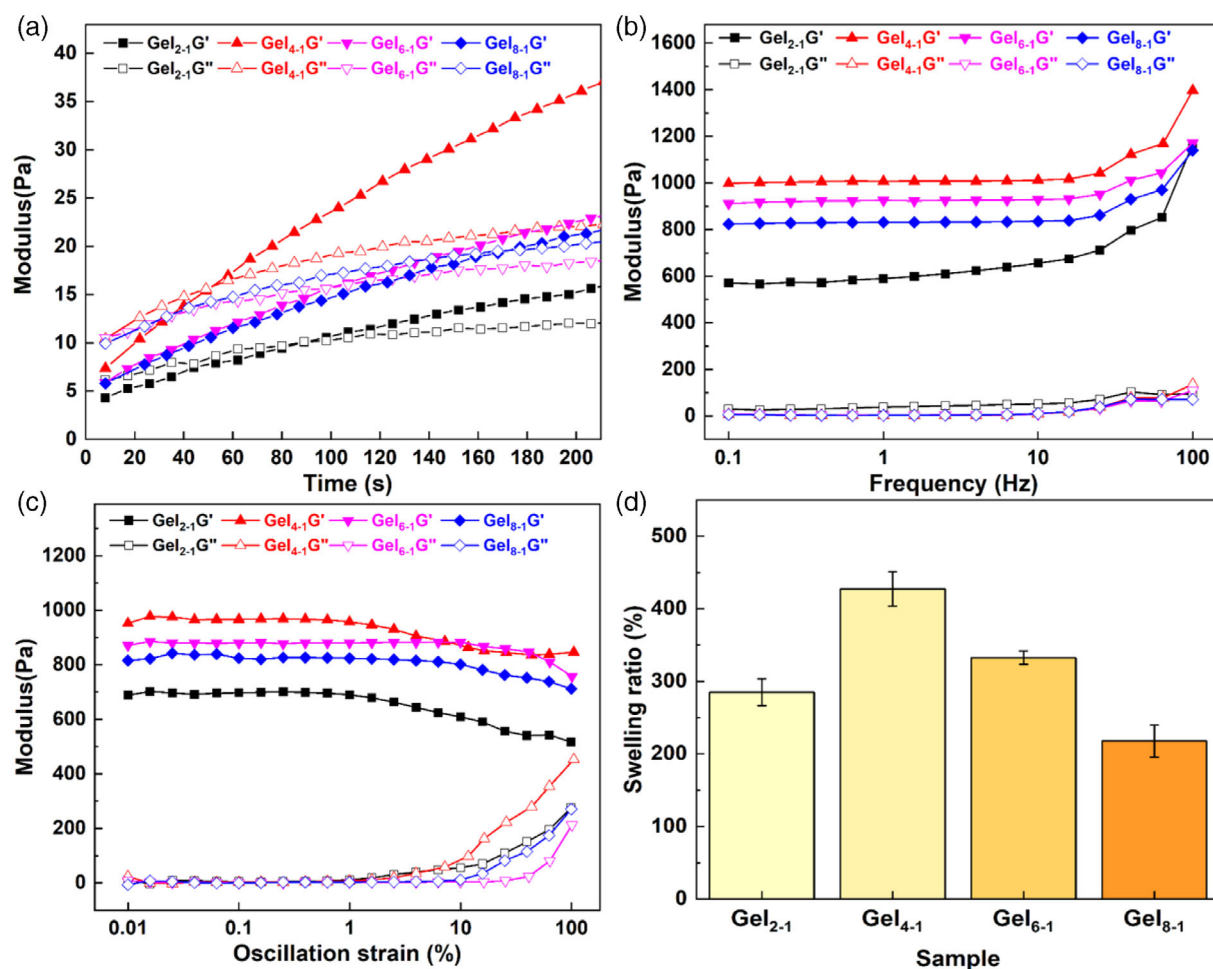 (a)
Gel2-1G' Gel4-1G' Gel6-1G' Gel8-1G'
Gel2-1G" Gel4-1G" Gel6-1G" Gel8-1G"
40
35
30
25
20
15
10
5
0
Modulus(Pa)
0 20 40 60 80 100 120 140 160 180 200
Time (s)
(b)
Gel2-1G' Gel4-1G' Gel6-1G' Gel8-1G'
Gel2-1G" Gel4-1G" Gel6-1G" Gel8-1G"
1600
1400
1200
1000
800
600
400
200
0
Modulus(Pa)
0.1 1 10 100
Frequency (Hz)
(c)
Gel2-1G' Gel4-1G' Gel6-1G' Gel8-1G'
Gel2-1G" Gel4-1G" Gel6-1G" Gel8-1G"
1200
1000
800
600
400
200
0
Modulus(Pa)
0.01 0.1 1 10 100
Oscillation strain (%)
(d)
500
400
300
200
100
0
Swelling ratio (%)
Gel2-1 Gel4-1 Gel6-1 Gel8-1
Sample